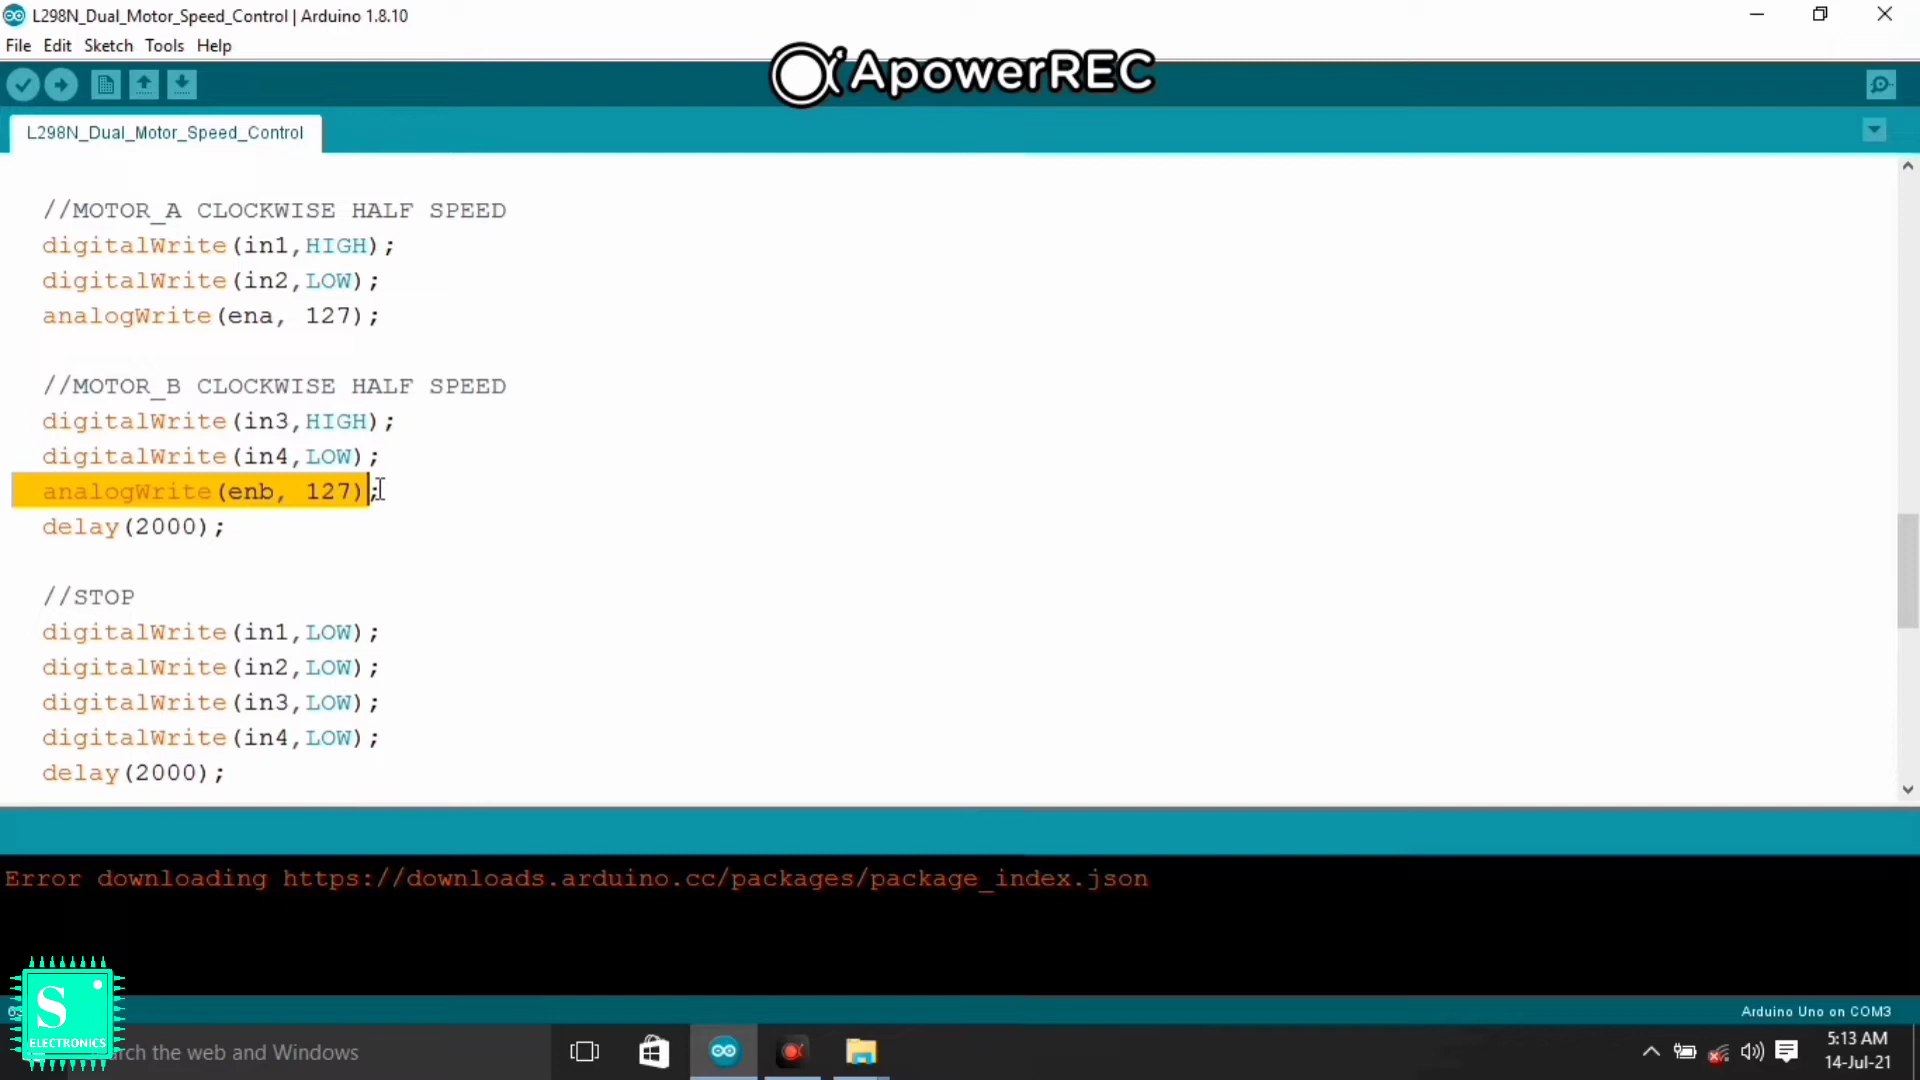 L298N_Dual_Motor_Speed_Control | Arduino 1.8.10
File Edit Sketch Tools Help
ApowerREC
L298N_Dual_Motor_Speed_Control
//MOTOR_A CLOCKWISE HALF SPEED
digitalWrite(in1,HIGH);
digitalWrite(in2,LOW);
analogWrite(ena, 127);
//MOTOR_B CLOCKWISE HALF SPEED
digitalWrite(in3,HIGH);
digitalWrite(in4,LOW);
analogWrite(enb, 127);
delay(2000);
//STOP
digitalWrite(in1,LOW);
digitalWrite(in2,LOW);
digitalWrite(in3,LOW);
digitalWrite(in4,LOW);
delay(2000);
Error downloading https://downloads.arduino.cc/packages/package_index.json
Arduino Uno on COM3
S
ELECTRONICS
the web and Windows
5:13 AM
14-Jul-21